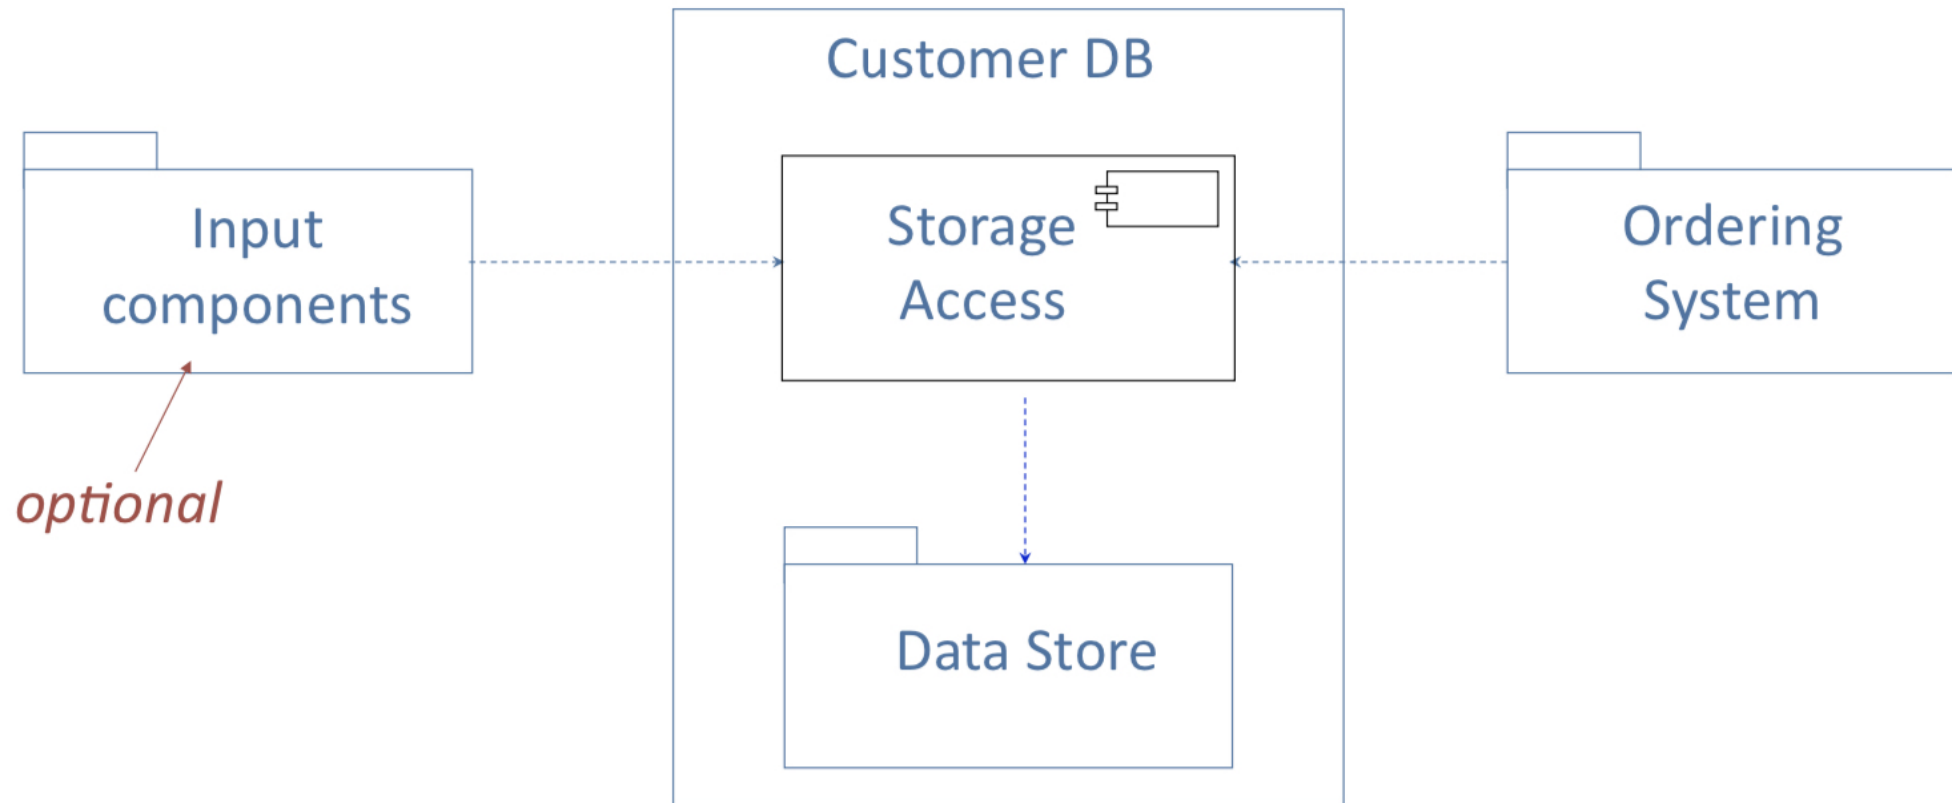 Customer DB
Input
components
Storage
Access
Ordering
System
optional
Data Store